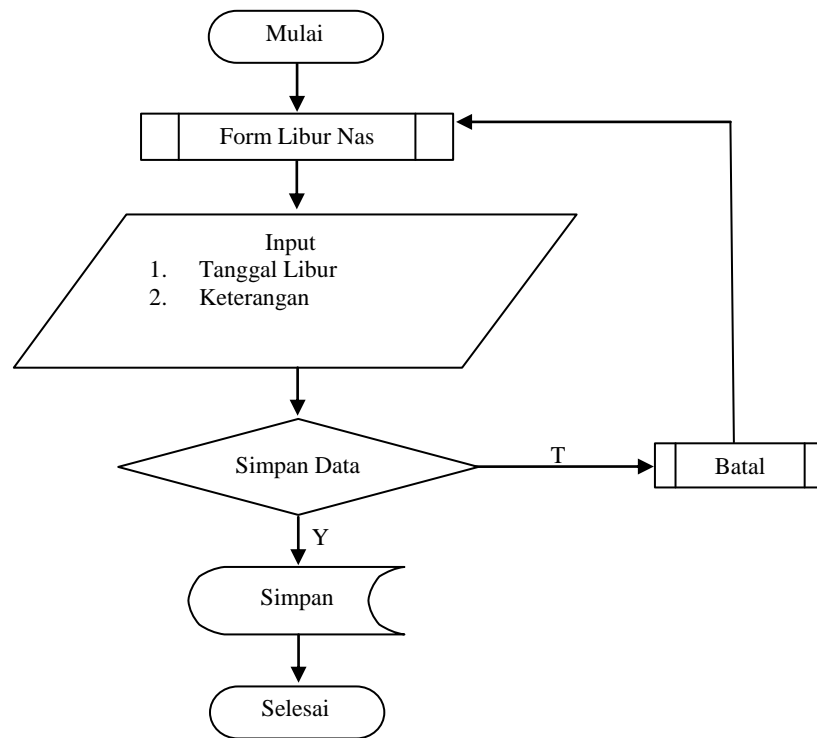 Mulai
Form Libur Nas
Input
1. Tanggal Libur
2. Keterangan
Simpan Data
T
Batal
Y
Simpan
Selesai